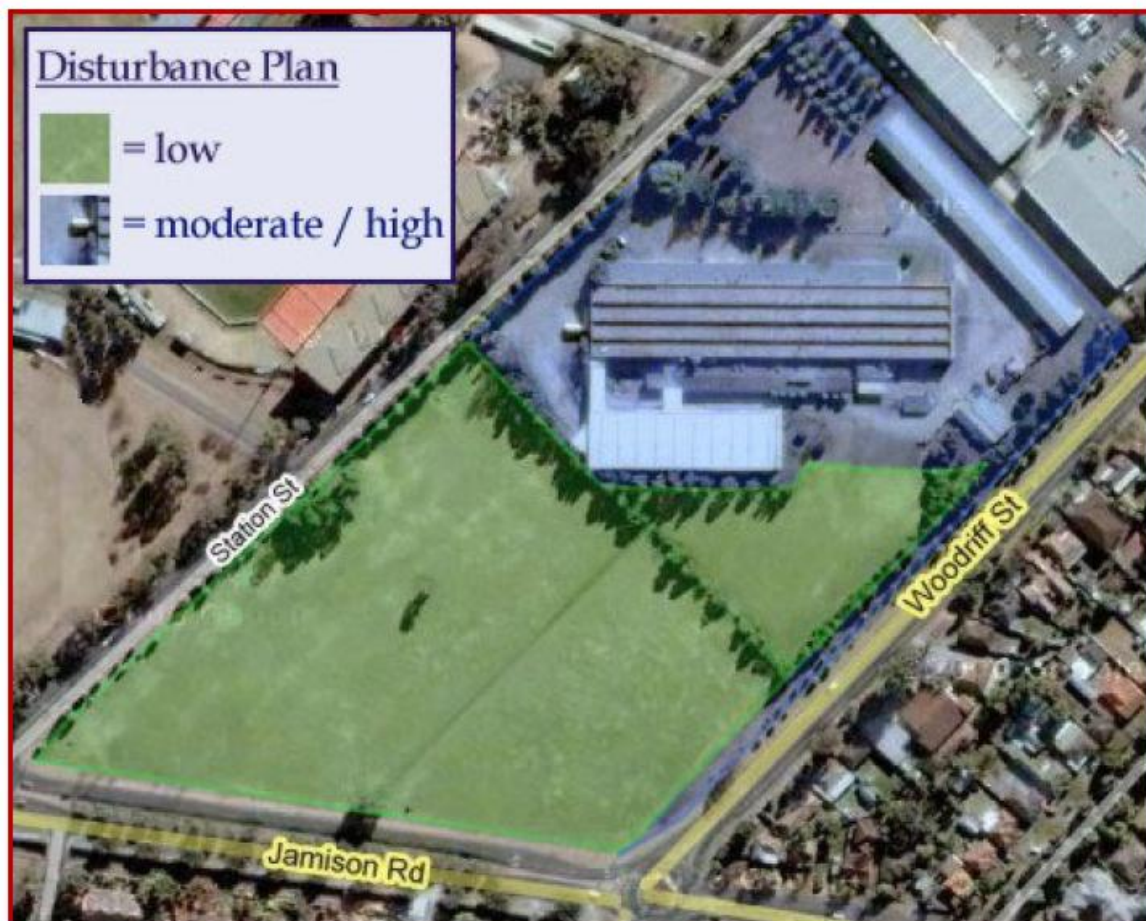 Disturbance Plan
= low
= moderate / high
Station St
Woodriff St
Jamison Rd